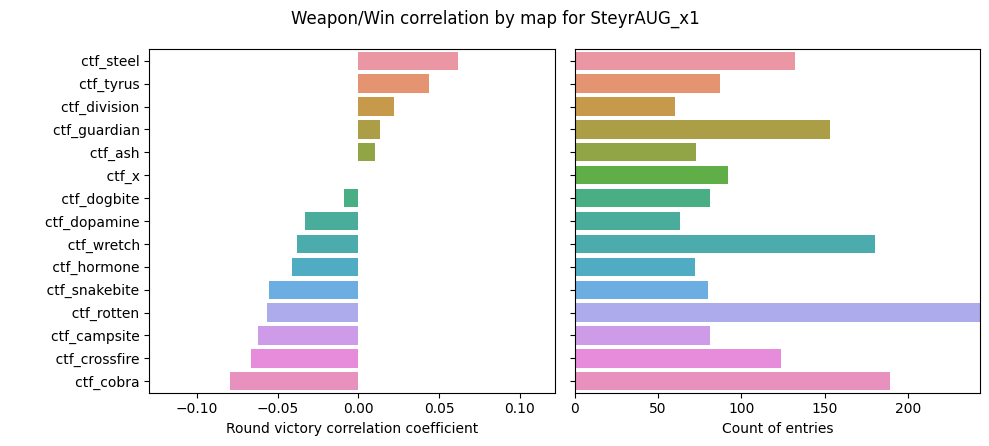 Weapon/Win correlation by map for SteyrAUG_x1
ctf_steel
ctf_tyrus
ctf_division
ctf_guardian
ctf_ash
ctf_x
ctf_dogbite
ctf_dopamine
ctf_wretch
ctf_hormone
ctf_snakebite
ctf_rotten
ctf_campsite
ctf_crossfire
ctf_cobra
−0.10 −0.05 0.00 0.05 0.10 0 50 100 150 200
Round victory correlation coefficient Count of entries